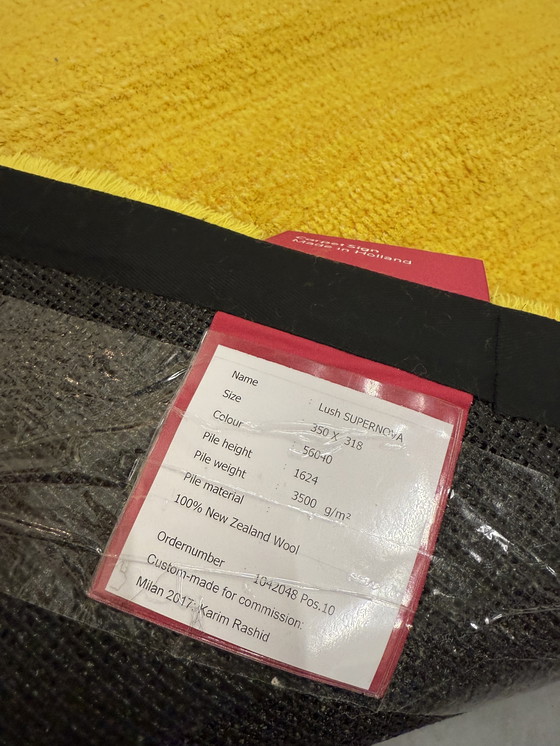 Carpet Sign
Made in Holland
Name : Lush SUPERNOVA
Size : 350 X 318
Colour : 56040
Pile height : 1624
Pile weight : 3500 g/m²
Pile material :
100% New Zealand Wool
Ordernumber : 1042048 Pos.10
Custom-made for commission:
Milan 2017, Karim Rashid